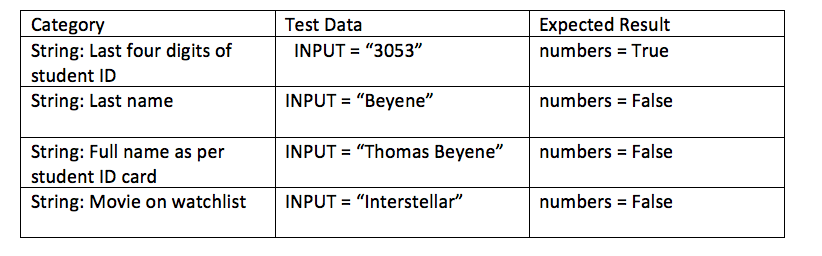 Category Test Data Expected Result
String: Last four digits of INPUT = “3053” numbers = True
student ID
String: Last name INPUT = “Beyene” numbers = False
String: Full name as per INPUT = “Thomas Beyene” numbers = False
student ID card
String: Movie on watchlist INPUT = “Interstellar” numbers = False